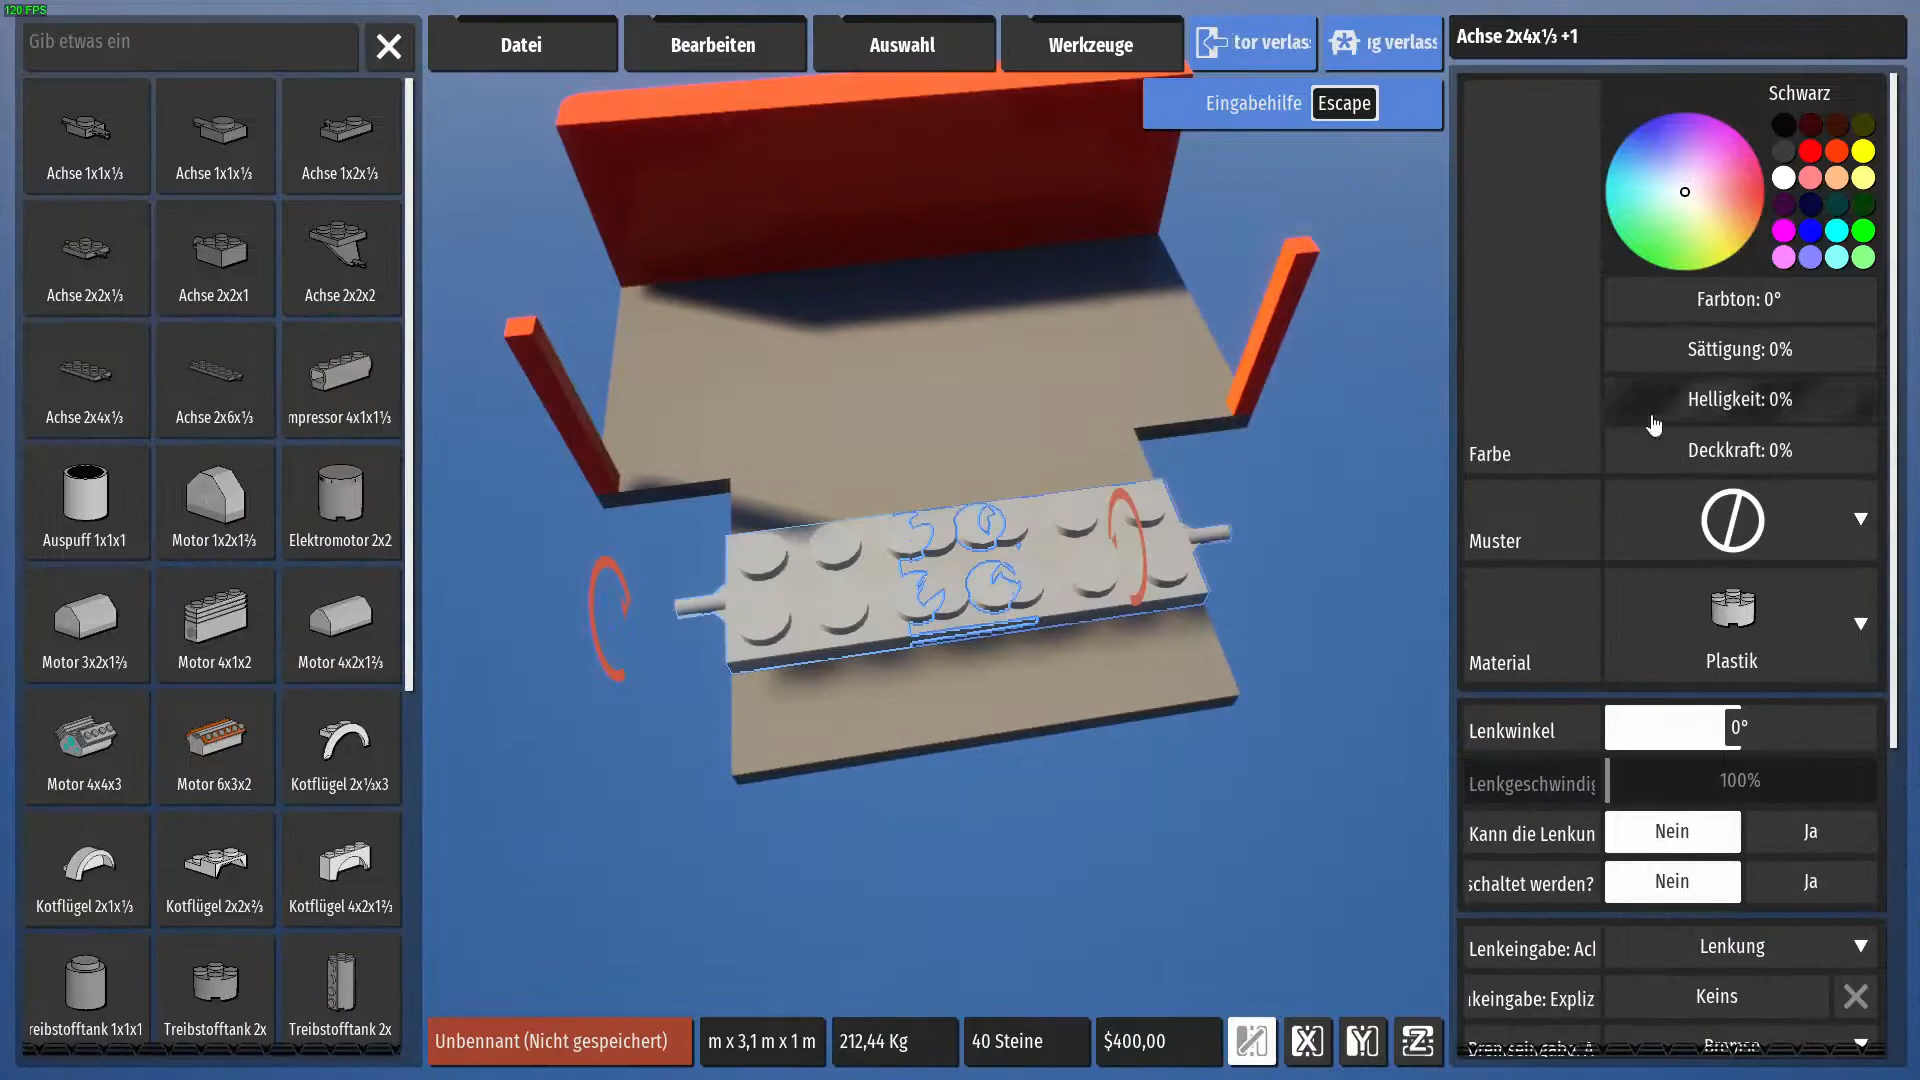 120 FPS
Gib etwas ein
Datei
Bearbeiten
Auswahl
Werkzeuge
tor verlas
ıg verlass
Achse 2x4x⅓ +1
Eingabehilfe Escape
Achse 1x1x⅓
Achse 1x1x⅓
Achse 1x2x⅓
Achse 2x2x⅓
Achse 2x2x1
Achse 2x2x2
Achse 2x4x⅓
Achse 2x6x⅓
mpressor 4x1x1⅓
Auspuff 1x1x1
Motor 1x2x1⅔
Elektromotor 2x2
Motor 3x2x1⅔
Motor 4x1x2
Motor 4x2x1⅔
Motor 4x4x3
Motor 6x3x2
Kotflügel 2x⅓x3
Kotflügel 2x1x⅓
Kotflügel 2x2x⅔
Kotflügel 4x2x1⅔
reibstofftank 1x1x1
Treibstofftank 2x
Treibstofftank 2x
Schwarz
Farbton: 0°
Sättigung: 0%
Helligkeit: 0%
Deckkraft: 0%
Farbe
Muster
Material
Plastik
Lenkwinkel
0°
Lenkgeschwindig
100%
Kann die Lenkun
Nein
Ja
schaltet werden?
Nein
Ja
Lenkeingabe: Acl
Lenkung
ıkeingabe: Expliz
Keins
Bremseingabe: A
Bremse
Unbennant (Nicht gespeichert)
m x 3,1 m x 1 m
212,44 Kg
40 Steine
$400,00
X
Y
Z